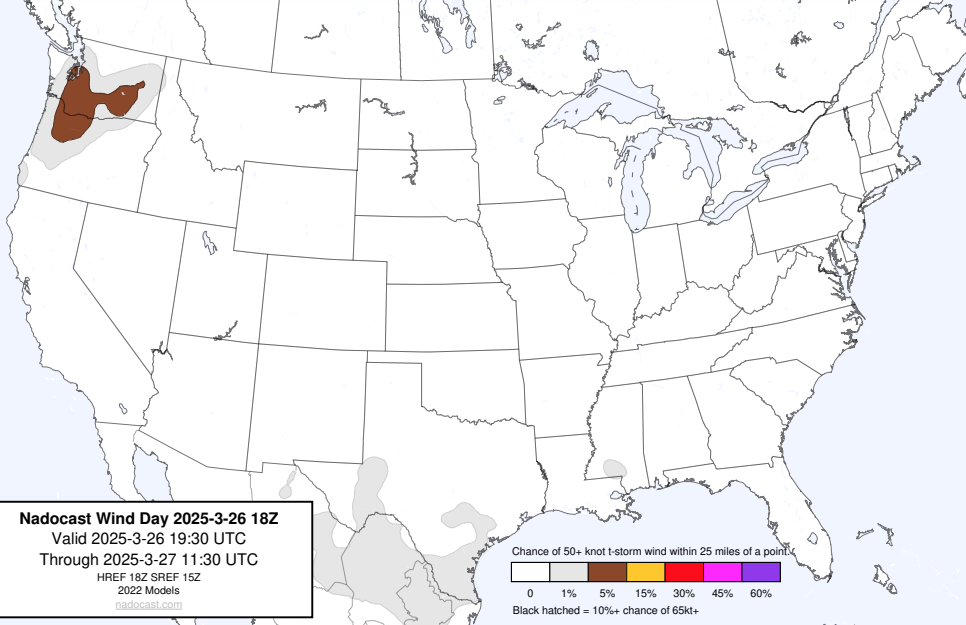 Nadocast Wind Day 2025-3-26 18Z
Valid 2025-3-26 19:30 UTC
Through 2025-3-27 11:30 UTC
HREF 18Z SREF 15Z
2022 Models
nadocast.com
Chance of 50+ knot t-storm wind within 25 miles of a point.
0 1% 5% 15% 30% 45% 60%
Black hatched = 10%+ chance of 65kt+